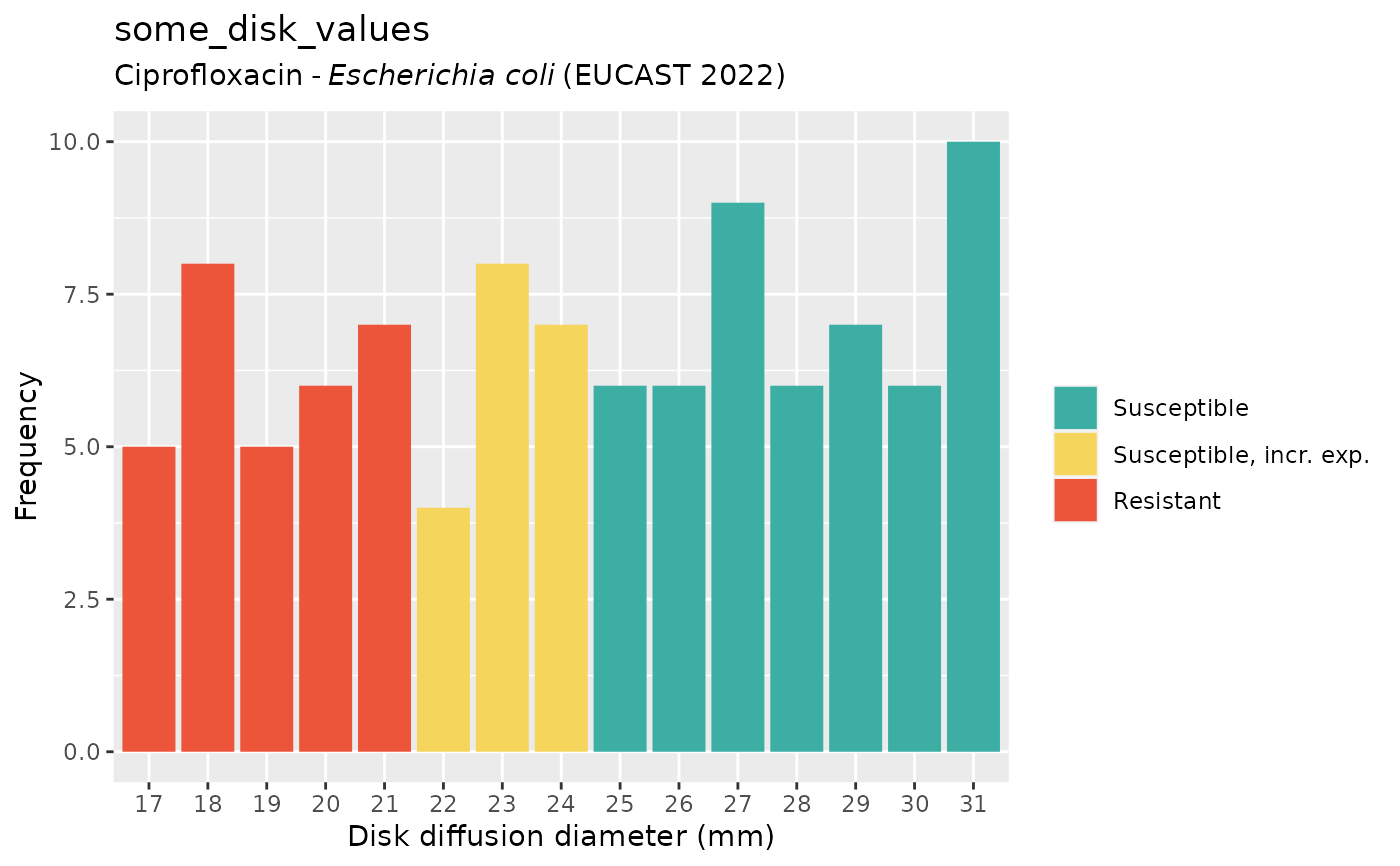 some_disk_values
Ciprofloxacin - Escherichia coli (EUCAST 2022)
Frequency
10.0
7.5
5.0
2.5
0.0
17 18 19 20 21 22 23 24 25 26 27 28 29 30 31
Disk diffusion diameter (mm)
Susceptible
Susceptible, incr. exp.
Resistant